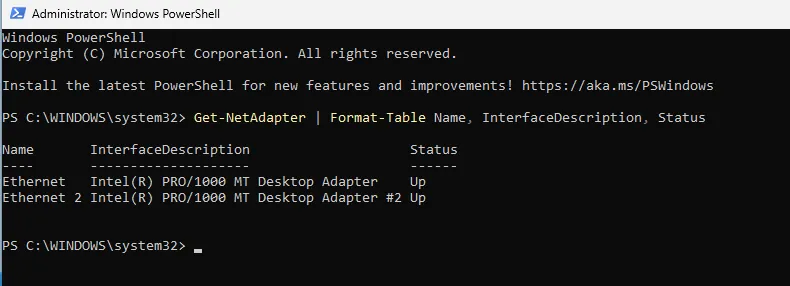 Administrator: Windows PowerShell
Windows PowerShell
Copyright (C) Microsoft Corporation. All rights reserved.
Install the latest PowerShell for new features and improvements! https://aka.ms/PSWindows
PS C:\WINDOWS\system32> Get-NetAdapter | Format-Table Name, InterfaceDescription, Status
Name       InterfaceDescription                    Status
----       --------------------                    ------
Ethernet   Intel(R) PRO/1000 MT Desktop Adapter    Up
Ethernet 2 Intel(R) PRO/1000 MT Desktop Adapter #2 Up
PS C:\WINDOWS\system32>